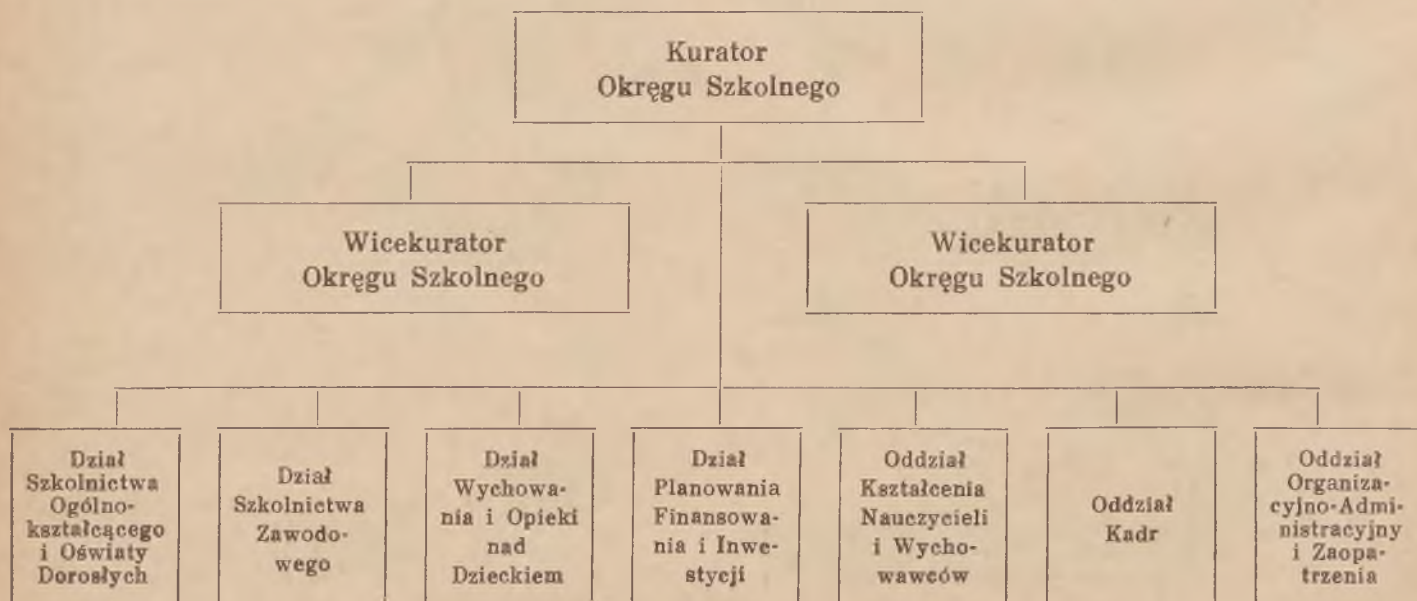 Kurator
Okręgu Szkolnego
Wicekurator
Okręgu Szkolnego
Wicekurator
Okręgu Szkolnego
Dział
Szkolnictwa
Ogólno-
kształcącego
i Oświaty
Dorosłych
Dział
Szkolnictwa
Zawodo-
wego
Dział
Wychowa-
nia i Opieki
nad
Dzieckiem
Dział
Planowania
Finansowa-
nia i Inwe-
stycji
Oddział
Kształcenia
Nauczycieli
i Wycho-
wawców
Oddział
Kadr
Oddział
Organiza-
cyjno-Admi-
nistracyjny
i Zaopa-
trzenia